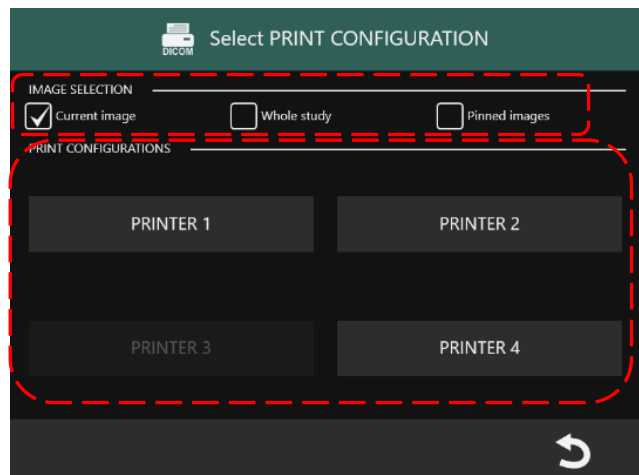 DICOM
Select PRINT CONFIGURATION
IMAGE SELECTION
Current image Whole study Pinned images
PRINT CONFIGURATIONS
PRINTER 1 PRINTER 2
PRINTER 3 PRINTER 4